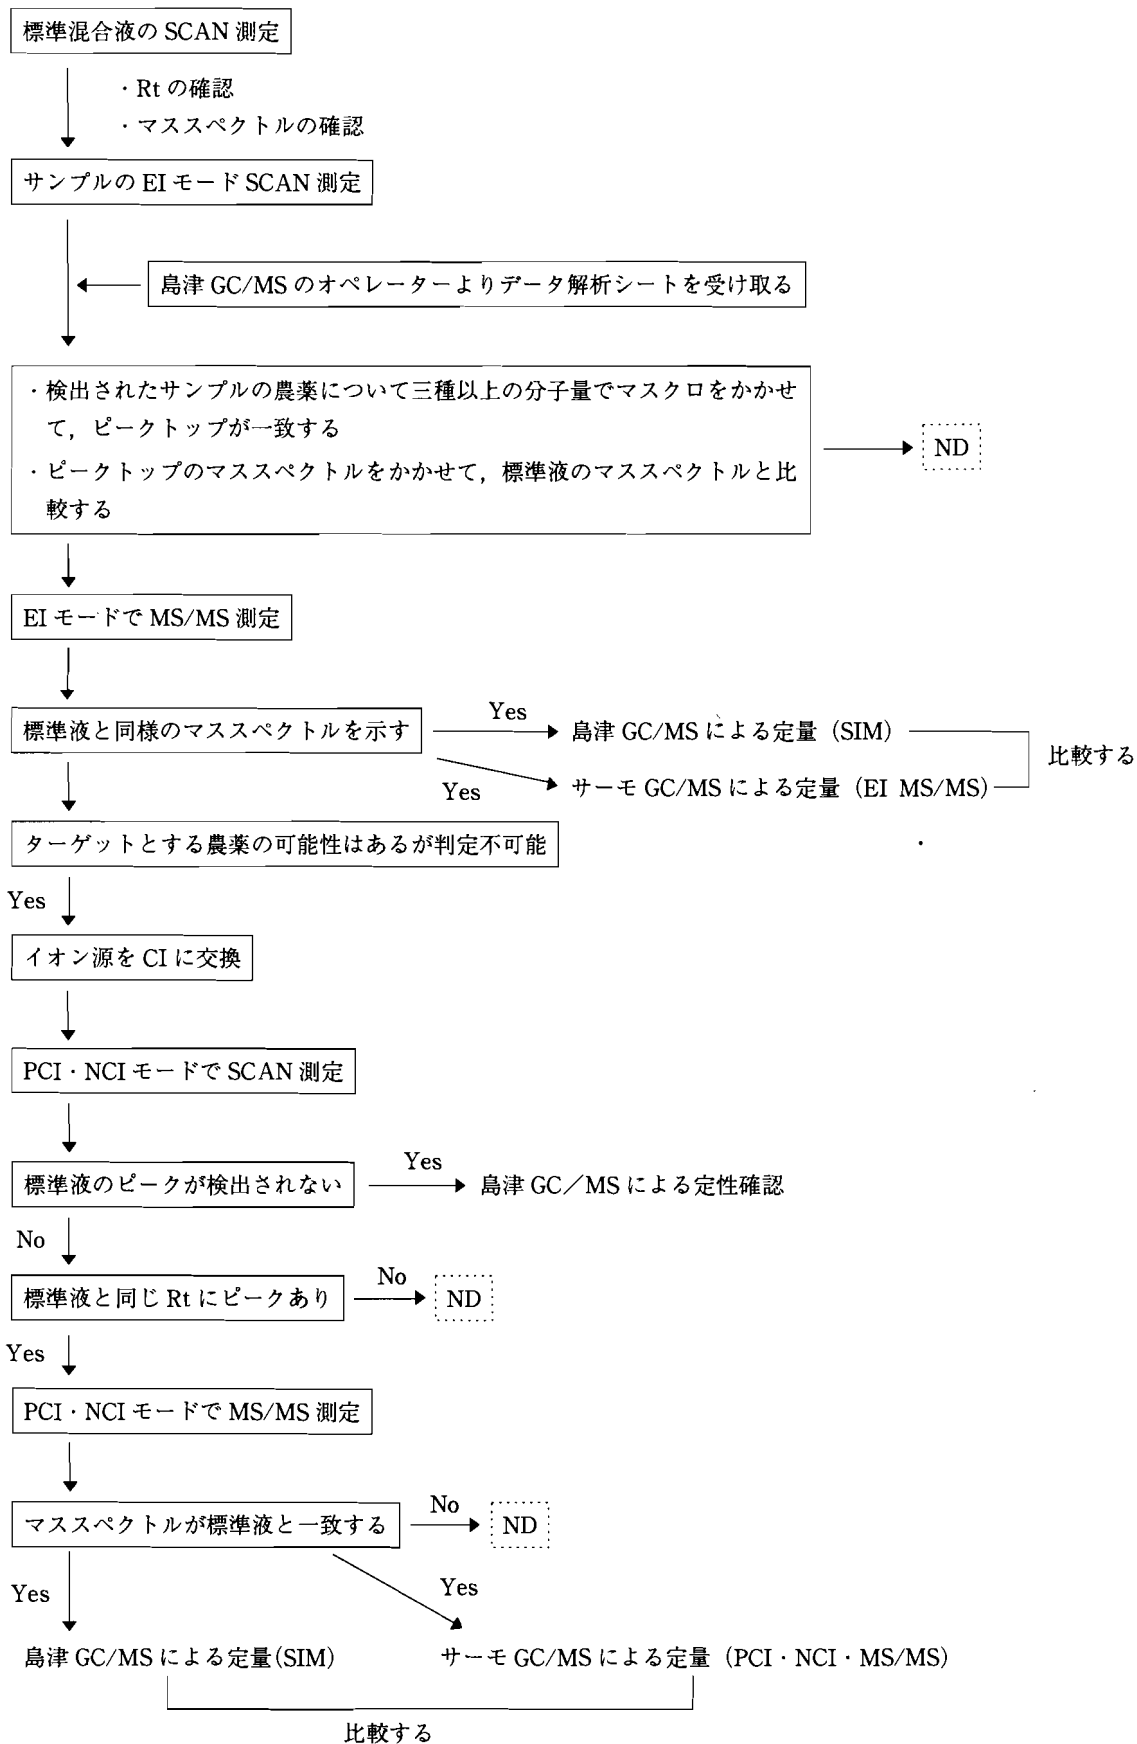 標準混合液の SCAN 測定
・Rt の確認
・マススペクトルの確認
サンプルの EI モード SCAN 測定
島津 GC/MS のオペレーターよりデータ解析シートを受け取る
・検出されたサンプルの農薬について三種以上の分子量でマスクロをかかせ
て，ピークトップが一致する
・ピークトップのマススペクトルをかかせて，標準液のマススペクトルと比
較する
ND
EI モードで MS/MS 測定
標準液と同様のマススペクトルを示す
Yes
島津 GC/MS による定量（SIM）
比較する
Yes
サーモ GC/MS による定量（EI MS/MS）
ターゲットとする農薬の可能性はあるが判定不可能
Yes
イオン源を CI に交換
PCI・NCI モードで SCAN 測定
標準液のピークが検出されない
Yes
島津 GC／MS による定性確認
No
標準液と同じ Rt にピークあり
No
ND
Yes
PCI・NCI モードで MS/MS 測定
マススペクトルが標準液と一致する
No
ND
Yes
Yes
島津 GC/MS による定量(SIM)
サーモ GC/MS による定量（PCI・NCI・MS/MS）
比較する